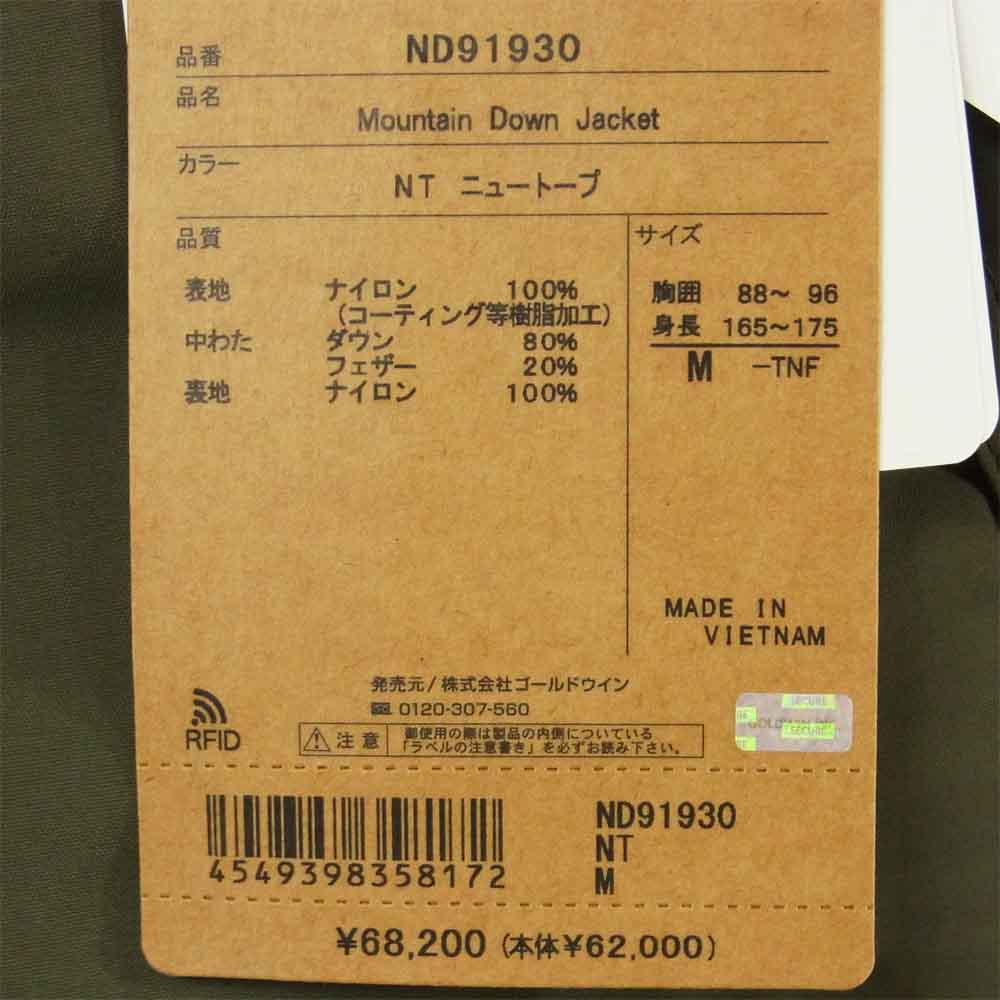 品番 ND91930
品名
Mountain Down Jacket
カラー
NT ニュートープ
品質
表地 ナイロン 100%
(コーティング等樹脂加工)
中わた ダウン 80%
フェザー 20%
裏地 ナイロン 100%
サイズ
胸囲 88～ 96
身長 165～175
M -TNF
MADE IN
VIETNAM
発売元/株式会社ゴールドウイン
0120-307-560
RFID
注意
御使用の際は製品の内側についている
「ラベルの注意書き」を必ずお読み下さい。
SECURE
SECURE
4549398358172
ND91930
NT
M
¥68,200 (本体¥62,000)